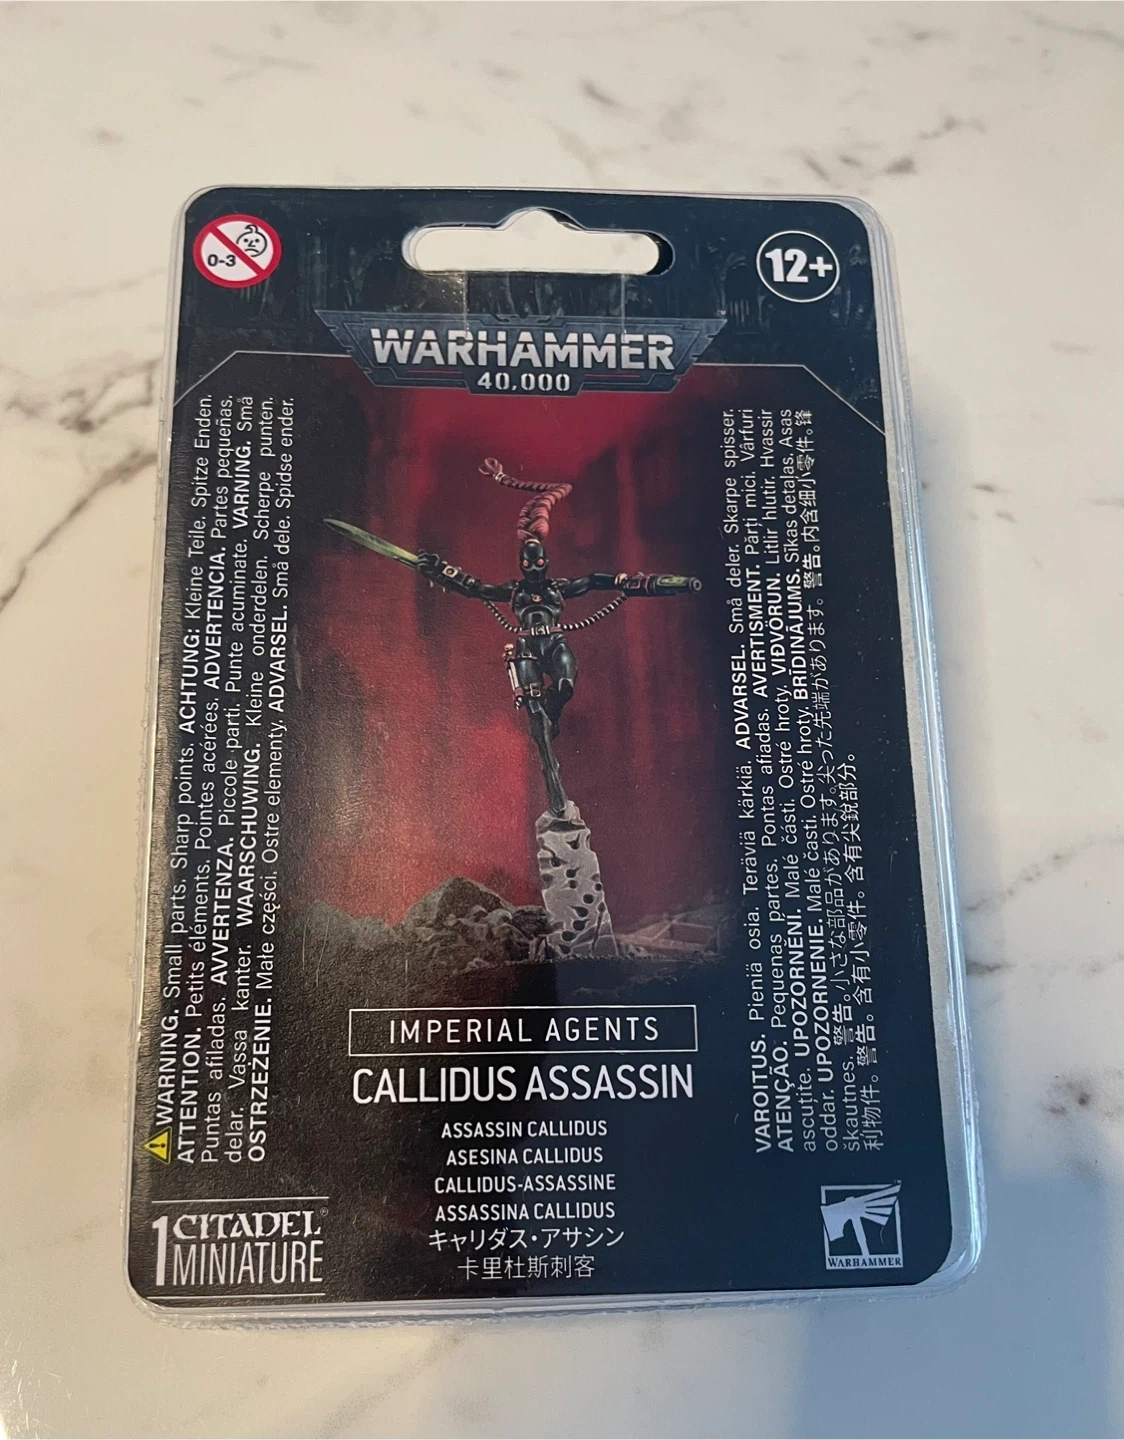 0-3
12+
WARHAMMER
40,000
⚠WARNING. Small parts. Sharp points. ACHTUNG: Kleine Teile. Spitze Enden.
ATTENTION. Petits éléments. Pointes acérées. ADVERTENCIA. Partes pequeñas.
Puntas afiladas. AVVERTENZA. Piccole parti. Punte acuminate. VARNING. Små
delar. Vassa kanter. WAARSCHUWING. Kleine onderdelen. Scherpe punten.
OSTRZEŻENIE. Małe części. Ostre elementy. ADVARSEL. Små dele. Spidse ender.
VAROITUS. Pieniä osia. Teräviä kärkiä. ADVARSEL. Små deler. Skarpe spisser.
ATENÇÃO. Pequenas partes. Pontas afiadas. AVERTISMENT. Părți mici. Vârfuri
ascuțite. UPOZORNĚNÍ. Malé části. Ostré hroty. VIÐVÖRUN. Litlir hlutir. Hvassir
oddar. UPOZORNENIE. Malé časti. Ostré hroty. BRĪDINĀJUMS. Sīkas detaļas. Asas
šķautnes. 警告。小さな部品があります。尖った先端があります。警告。内含细小零件。锋
利物件。警告。含有小零件。含有尖銳部分。
IMPERIAL AGENTS
CALLIDUS ASSASSIN
ASSASSIN CALLIDUS
ASESINA CALLIDUS
CALLIDUS-ASSASSINE
ASSASSINA CALLIDUS
キャリダス・アサシン
卡里杜斯刺客
1 CITADEL®
MINIATURE
WARHAMMER